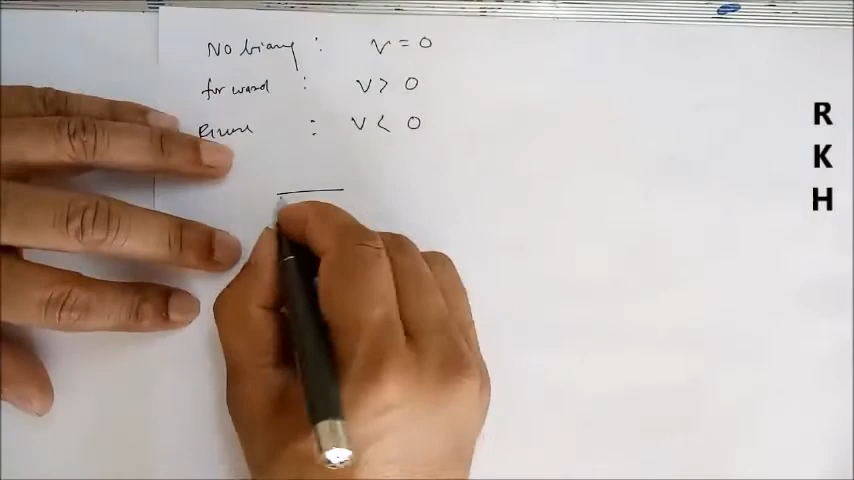 No biasing : V = 0
forward : V > 0
Reverse : V < 0
R
K
H